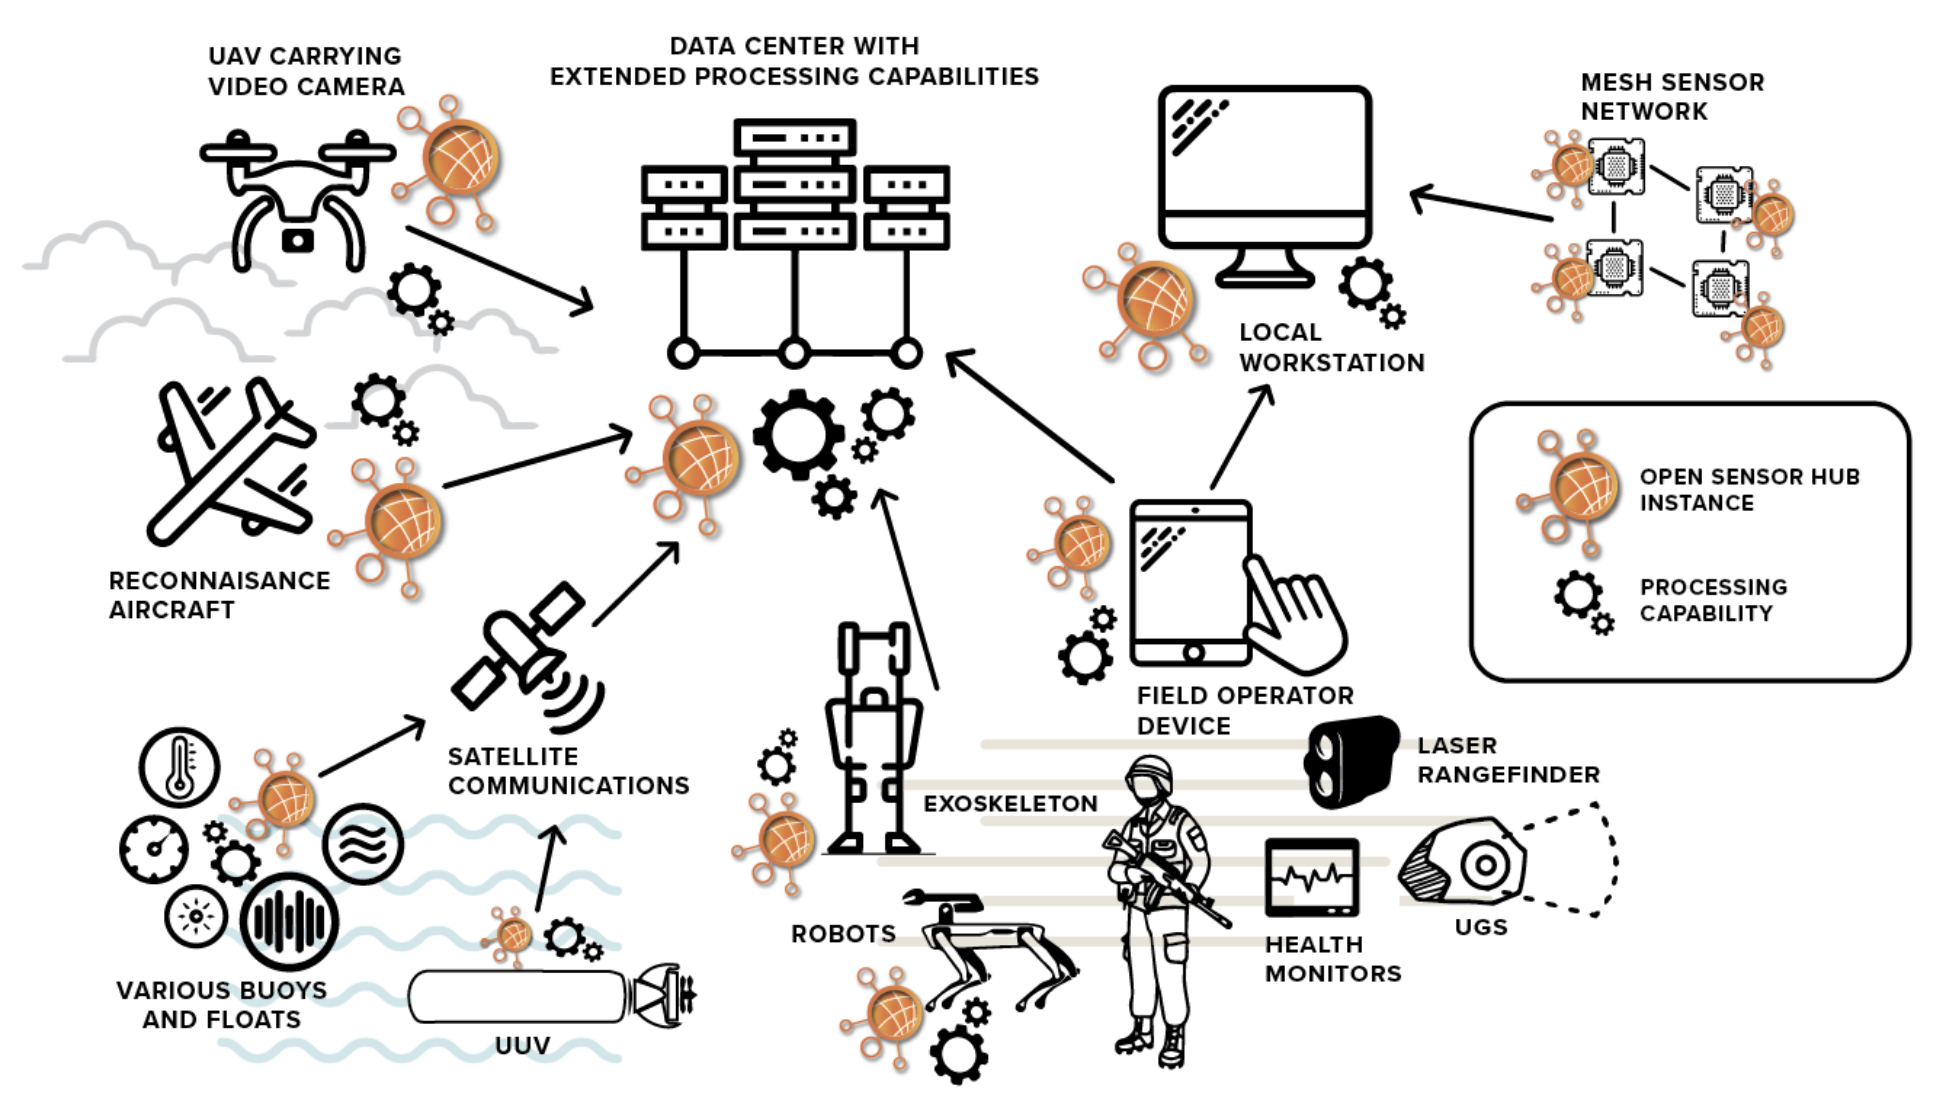 UAV CARRYING
VIDEO CAMERA
DATA CENTER WITH
EXTENDED PROCESSING CAPABILITIES
MESH SENSOR
NETWORK
LOCAL
WORKSTATION
OPEN SENSOR HUB
INSTANCE
PROCESSING
CAPABILITY
RECONNAISANCE
AIRCRAFT
SATELLITE
COMMUNICATIONS
FIELD OPERATOR
DEVICE
LASER
RANGEFINDER
EXOSKELETON
ROBOTS
HEALTH
MONITORS
UGS
VARIOUS BUOYS
AND FLOATS
UUV